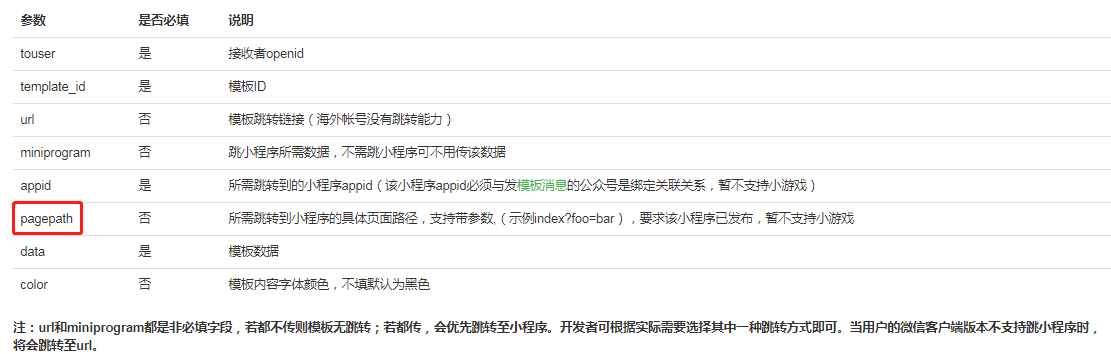 参数 是否必填 说明
touser 是 接收者openid
template_id 是 模板ID
url 否 模板跳转链接（海外帐号没有跳转能力）
miniprogram 否 跳小程序所需数据，不需跳小程序可不用传该数据
appid 是 所需跳转到的小程序appid（该小程序appid必须与发模板消息的公众号是绑定关联关系，暂不支持小游戏）
pagepath 否 所需跳转到小程序的具体页面路径，支持带参数,（示例index?foo=bar），要求该小程序已发布，暂不支持小游戏
data 是 模板数据
color 否 模板内容字体颜色，不填默认为黑色
注：url和miniprogram都是非必填字段，若都不传则模板无跳转；若都传，会优先跳转至小程序。开发者可根据实际需要选择其中一种跳转方式即可。当用户的微信客户端版本不支持跳小程序时，
将会跳转至url。